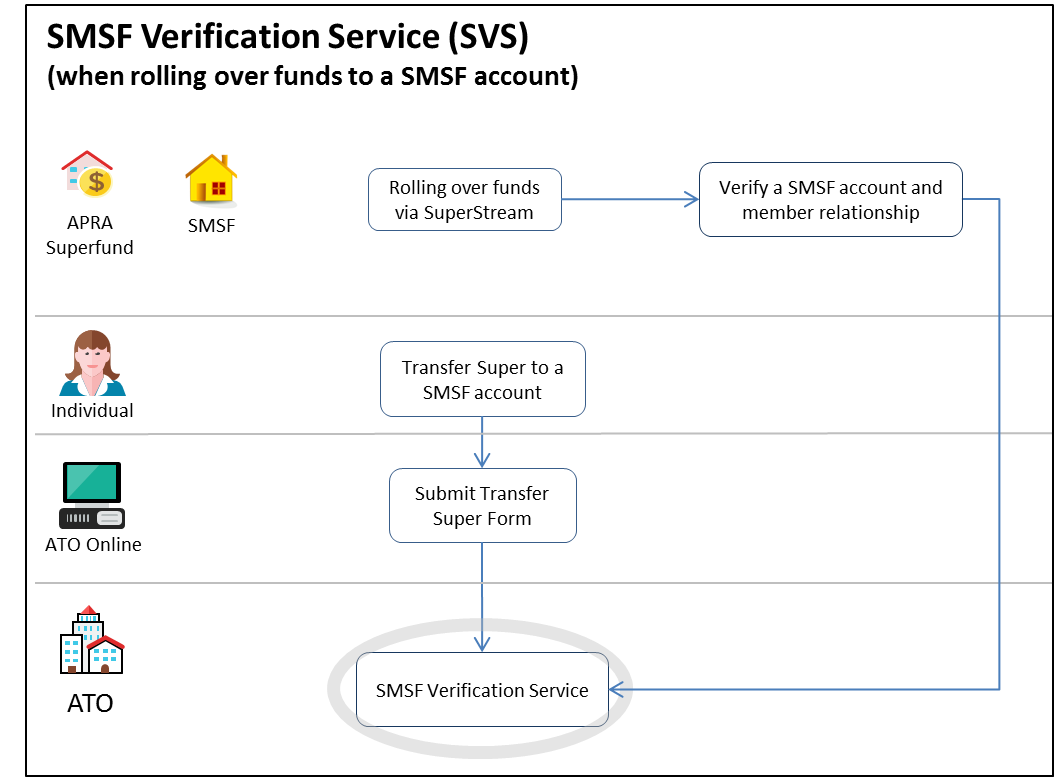 SMSF Verification Service (SVS)
(when rolling over funds to a SMSF account)
APRA
Superfund
SMSF
Rolling over funds
via SuperStream
Verify a SMSF account and
member relationship
Individual
Transfer Super to a
SMSF account
ATO Online
Submit Transfer
Super Form
ATO
SMSF Verification Service